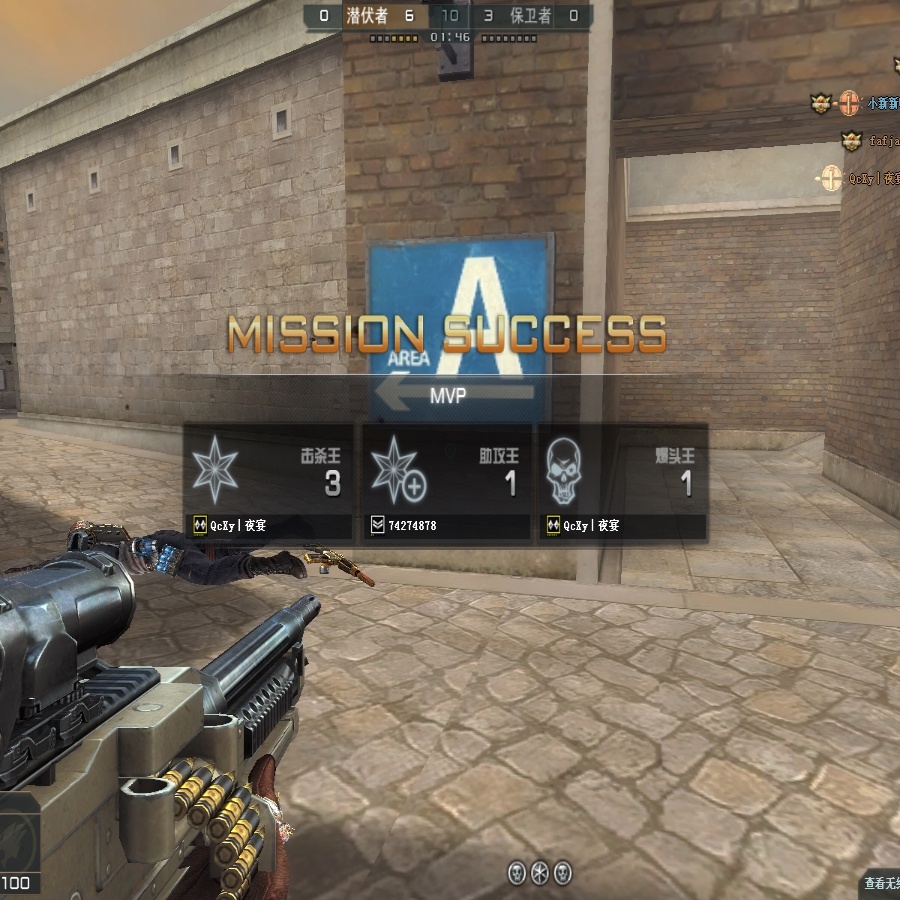 0 潜伏者 6 10 3 保卫者 0
01:46
小新新
fafja
QcXy|夜宴
A
MISSION SUCCESS
AREA
MVP
击杀王 助攻王 爆头王
3 1 1
QcXy|夜宴 74274878 QcXy|夜宴
100
查看无